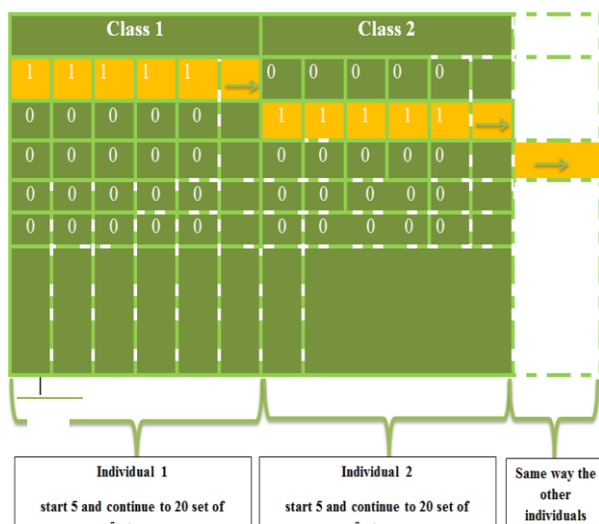 Class 1 Class 2
1 1 1 1 1 0 0 0 0 0
0 0 0 0 0 1 1 1 1 1
0 0 0 0 0 0 0 0 0 0
0 0 0 0 0 0 0 0 0 0
0 0 0 0 0 0 0 0 0 0
Individual 1
start 5 and continue to 20 set of
Individual 2
start 5 and continue to 20 set of
Same way the
other
individuals